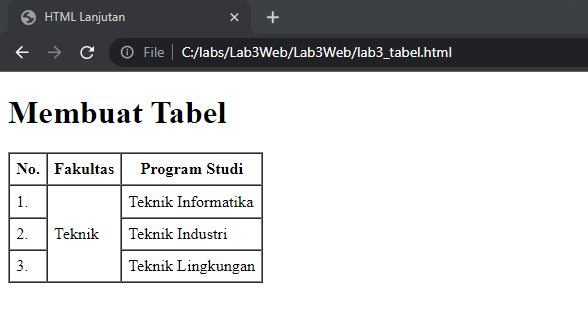 HTML Lanjutan
File C:/labs/Lab3Web/Lab3Web/lab3_tabel.html
Membuat Tabel
No. Fakultas Program Studi
1. Teknik Informatika
2. Teknik Teknik Industri
3. Teknik Lingkungan